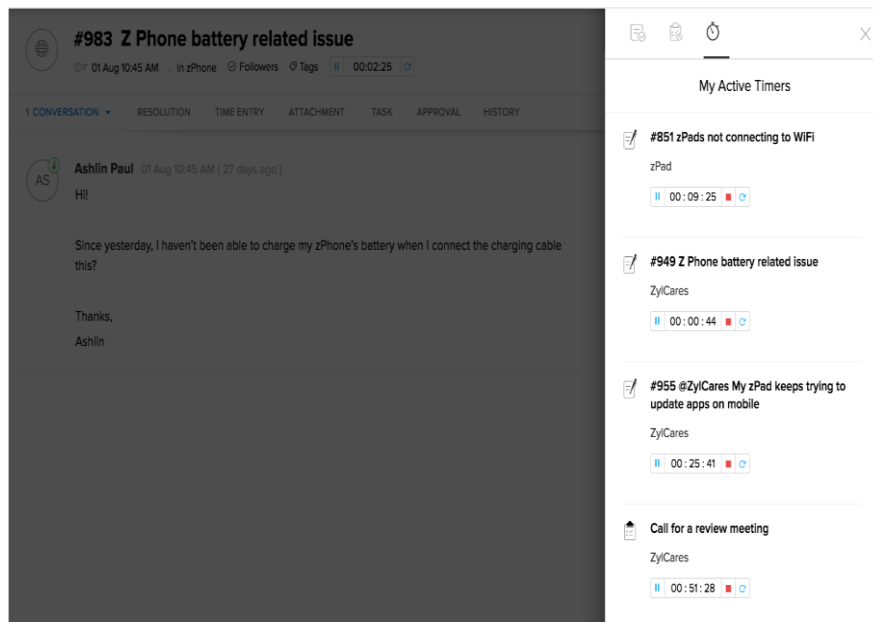 #983 Z Phone battery related issue
01 Aug 10:45 AM . in zPhone Followers Tags 00:02:25
1 CONVERSATION RESOLUTION TIME ENTRY ATTACHMENT TASK APPROVAL HISTORY
AS
6
Ashlin Paul 01 Aug 10:45 AM ( 27 days ago )
Hi!
Since yesterday, I haven't been able to charge my zPhone's battery when I connect the charging cable
this?
Thanks,
Ashlin
X
My Active Timers
#851 zPads not connecting to WiFi
zPad
00 : 09 : 25
#949 Z Phone battery related issue
ZylCares
00 : 00 : 44
#955 @ZylCares My zPad keeps trying to
update apps on mobile
ZylCares
00 : 25 : 41
Call for a review meeting
ZylCares
00 : 51 : 28